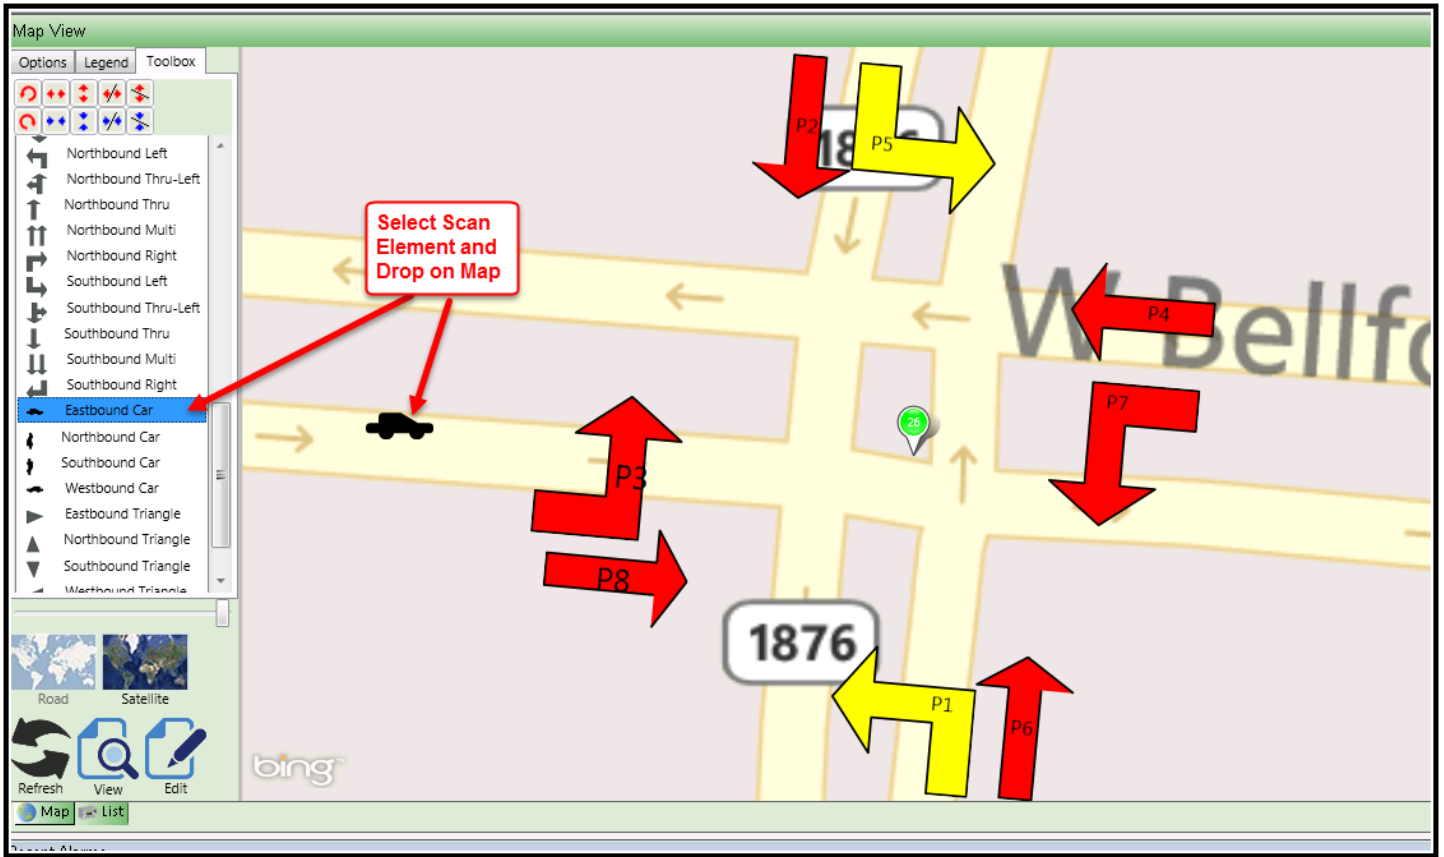 Map View
Options Legend Toolbox
Northbound Left
Northbound Thru-Left
Northbound Thru
Northbound Multi
Northbound Right
Southbound Left
Southbound Thru-Left
Southbound Thru
Southbound Multi
Southbound Right
Eastbound Car
Northbound Car
Southbound Car
Westbound Car
Eastbound Triangle
Northbound Triangle
Southbound Triangle
Westbound Triangle
Road Satellite
Refresh View Edit
Map List
Select Scan
Element and
Drop on Map
P2
P5
W Bellfo
P4
P7
26
P3
P8
1876
P1
P6
bing